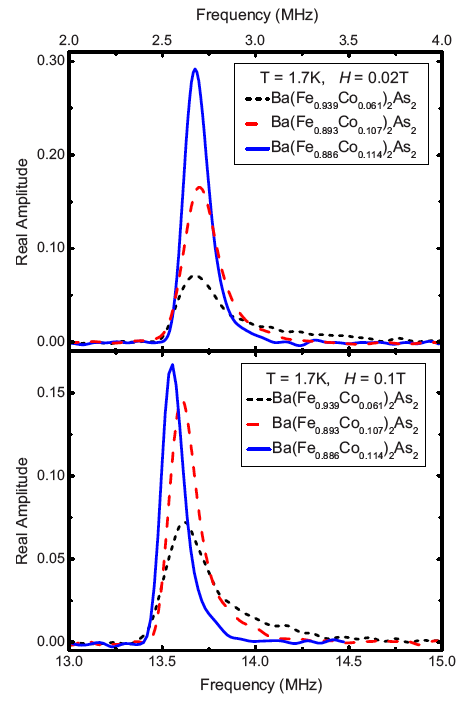 Frequency (MHz)
2.0 2.5 3.0 3.5 4.0
0.30
T = 1.7K, H = 0.02T
Ba(Fe0.939Co0.061)2As2
Ba(Fe0.893Co0.107)2As2
Ba(Fe0.886Co0.114)2As2
0.20
Real Amplitude
0.10
0.00
T = 1.7K, H = 0.1T
Ba(Fe0.939Co0.061)2As2
Ba(Fe0.893Co0.107)2As2
Ba(Fe0.886Co0.114)2As2
0.15
0.10
Real Amplitude
0.05
0.00
13.0 13.5 14.0 14.5 15.0
Frequency (MHz)